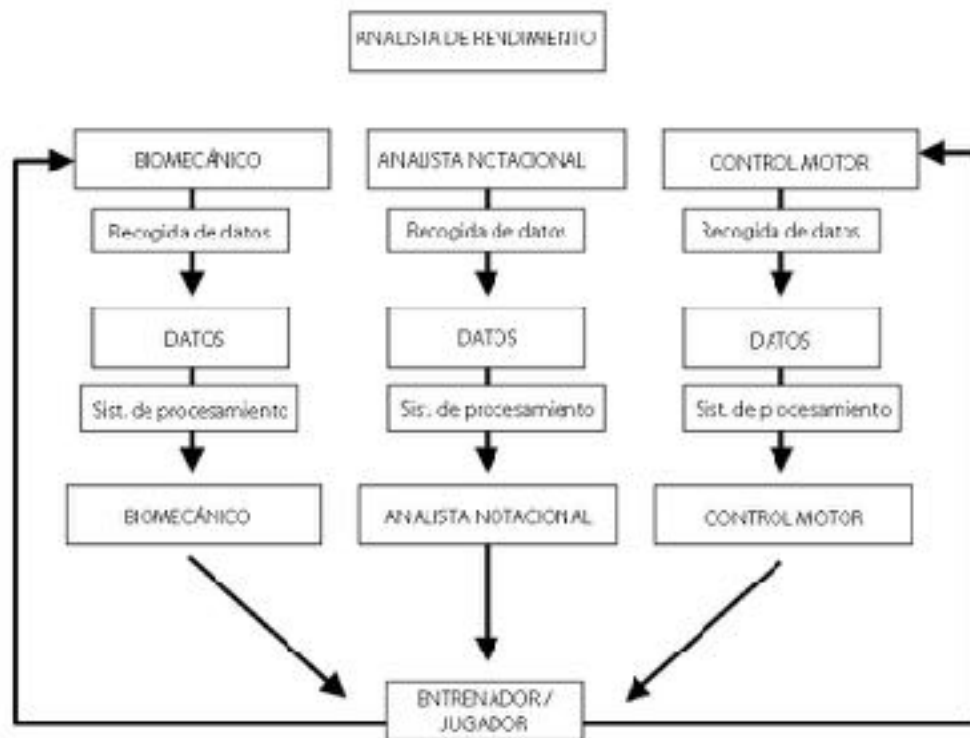 ANALISTA DE RENDIMIENTO
BIOMECÁNICO
ANALISTA NOTACIONAL
CONTROL MOTOR
Recogida de datos
Recogida de datos
Recogida de datos
DATOS
DATOS
DATOS
Sist. de procesamiento
Sist. de procesamiento
Sist. de procesamiento
BIOMECÁNICO
ANALISTA NOTACIONAL
CONTROL MOTOR
ENTRENADOR /
JUGADOR